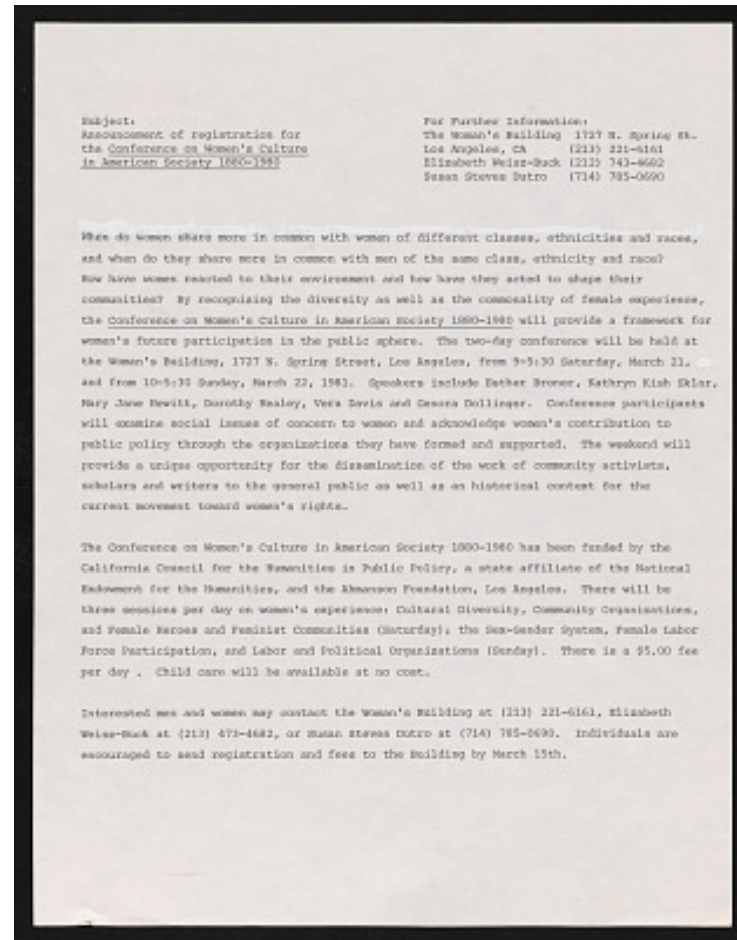 Subject:
Announcement of registration for
the Conference on Women's Culture
in American Society 1880-1980
For Further Information:
The Woman's Building 1727 N. Spring St.
Los Angeles, CA (213) 221-6161
Elizabeth Weisz-Buck (213) 743-4682
Susan Steves Dutro (714) 785-0690
When do women share more in common with women of different classes, ethnicities and races,
and when do they share more in common with men of the same class, ethnicity and race?
How have women reacted to their environment and how have they acted to shape their
communities? By recognizing the diversity as well as the commonality of female experience,
the Conference on Women's Culture in American Society 1880-1980 will provide a framework for
women's future participation in the public sphere. The two-day conference will be held at
the Woman's Building, 1727 N. Spring Street, Los Angeles, from 9-5:30 Saturday, March 21,
and from 10-5:30 Sunday, March 22, 1981. Speakers include Esther Broner, Kathryn Kish Sklar,
Mary Jane Hewitt, Dorothy Healey, Vera Davis and Genora Dollinger. Conference participants
will examine social issues of concern to women and acknowledge women's contribution to
public policy through the organizations they have formed and supported. The weekend will
provide a unique opportunity for the dissemination of the work of community activists,
scholars and writers to the general public as well as an historical context for the
current movement toward women's rights.
The Conference on Women's Culture in American Society 1880-1980 has been funded by the
California Council for the Humanities in Public Policy, a state affiliate of the National
Endowment for the Humanities, and the Ahmanson Foundation, Los Angeles. There will be
three sessions per day on women's experience: Cultural Diversity, Community Organizations,
and Female Heroes and Feminist Communities (Saturday); the Sex-Gender System, Female Labor
Force Participation, and Labor and Political Organizations (Sunday). There is a $5.00 fee
per day . Child care will be available at no cost.
Interested men and women may contact the Woman's Building at (213) 221-6161, Elizabeth
Weisz-Buck at (213) 473-4682, or Susan Steves Dutro at (714) 785-0690. Individuals are
encouraged to send registration and fees to the Building by March 15th.